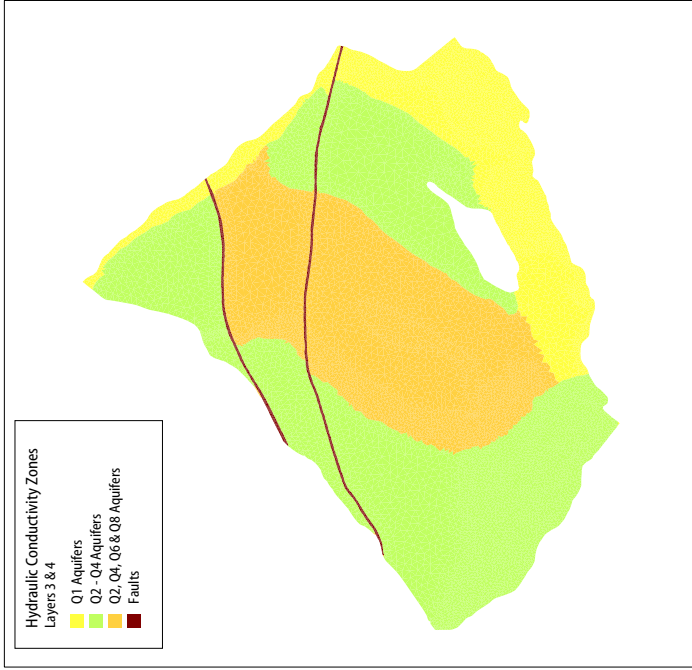 Hydraulic Conductivity Zones
Layers 3 & 4
Q1 Aquifers
Q2 - Q4 Aquifers
Q2, Q4, Q6 & Q8 Aquifers
Faults